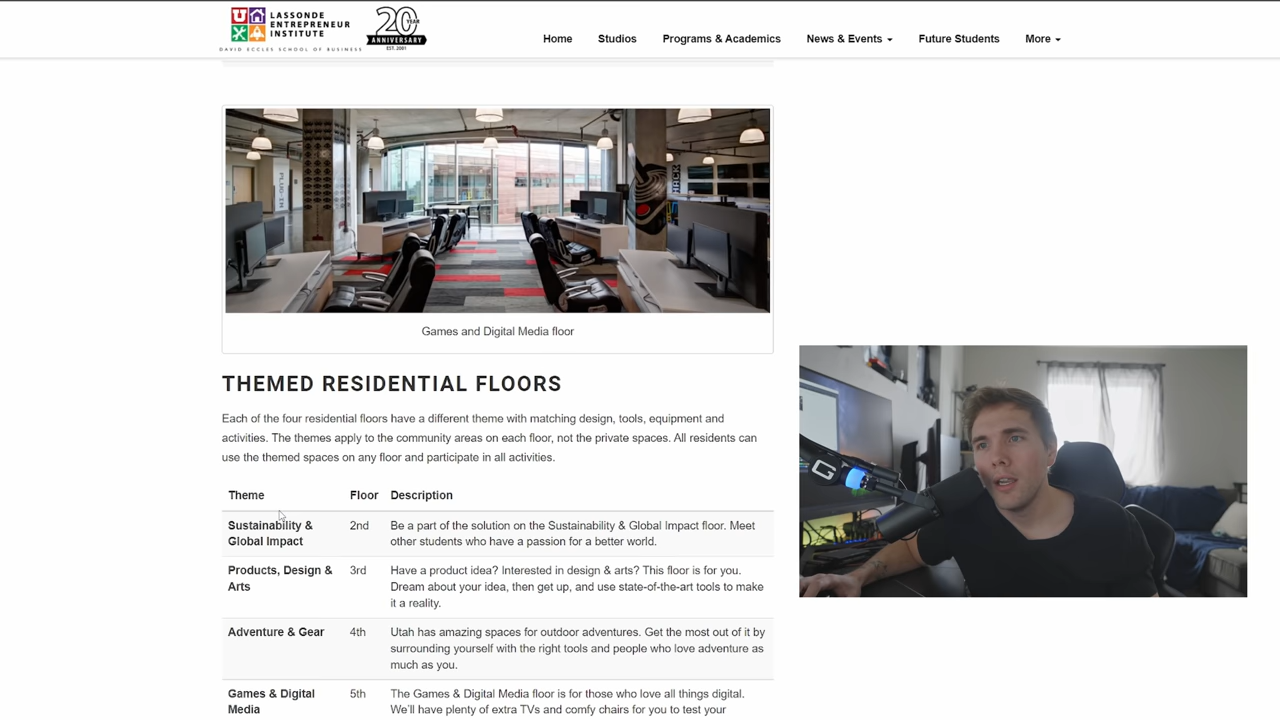 LASSONDE
ENTREPRENEUR
INSTITUTE
DAVID ECCLES SCHOOL OF BUSINESS
20 YEAR
ANNIVERSARY
EST. 2001
Home Studios Programs & Academics News & Events Future Students More
HACK
Games and Digital Media floor
THEMED RESIDENTIAL FLOORS
Each of the four residential floors have a different theme with matching design, tools, equipment and
activities. The themes apply to the community areas on each floor, not the private spaces. All residents can
use the themed spaces on any floor and participate in all activities.
Theme Floor Description
Sustainability & 2nd Be a part of the solution on the Sustainability & Global Impact floor. Meet
Global Impact other students who have a passion for a better world.
Products, Design & 3rd Have a product idea? Interested in design & arts? This floor is for you.
Arts Dream about your idea, then get up, and use state-of-the-art tools to make
it a reality.
Adventure & Gear 4th Utah has amazing spaces for outdoor adventures. Get the most out of it by
surrounding yourself with the right tools and people who love adventure as
much as you.
Games & Digital 5th The Games & Digital Media floor is for those who love all things digital.
Media We'll have plenty of extra TVs and comfy chairs for you to test your
G